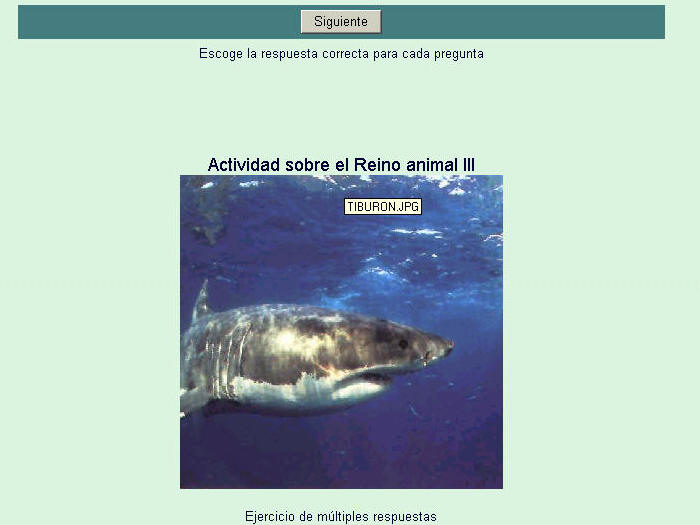 Siguiente
Escoge la respuesta correcta para cada pregunta
Actividad sobre el Reino animal III
TIBURON.JPG
Ejercicio de múltiples respuestas